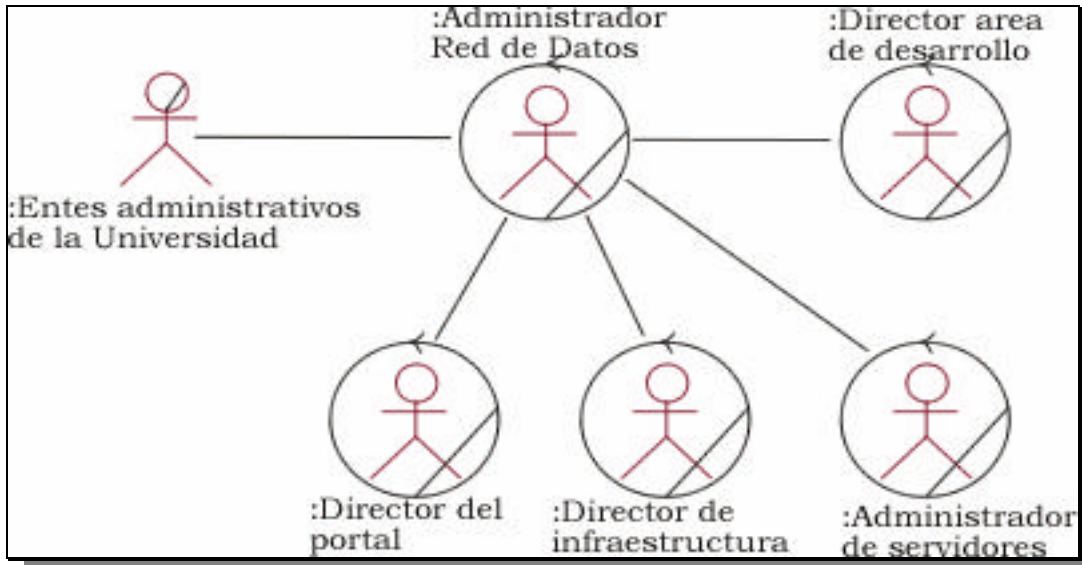 :Administrador
Red de Datos
:Director area
de desarrollo
:Entes administrativos
de la Universidad
:Director del
portal
:Director de
infraestructura
:Administrador
de servidores